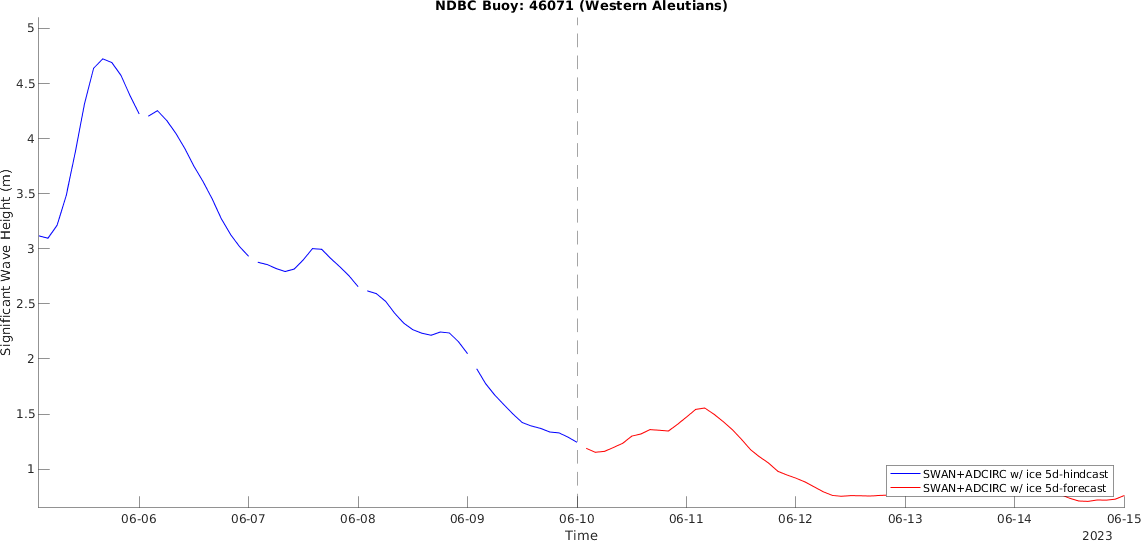 NDBC Buoy: 46071 (Western Aleutians)
5
4.5
4
3.5
3
2.5
2
1.5
1
Significant Wave Height (m)
SWAN+ADCIRC w/ ice 5d-hindcast
SWAN+ADCIRC w/ ice 5d-forecast
06-06 06-07 06-08 06-09 06-10 06-11 06-12 06-13 06-14 06-15
Time
2023